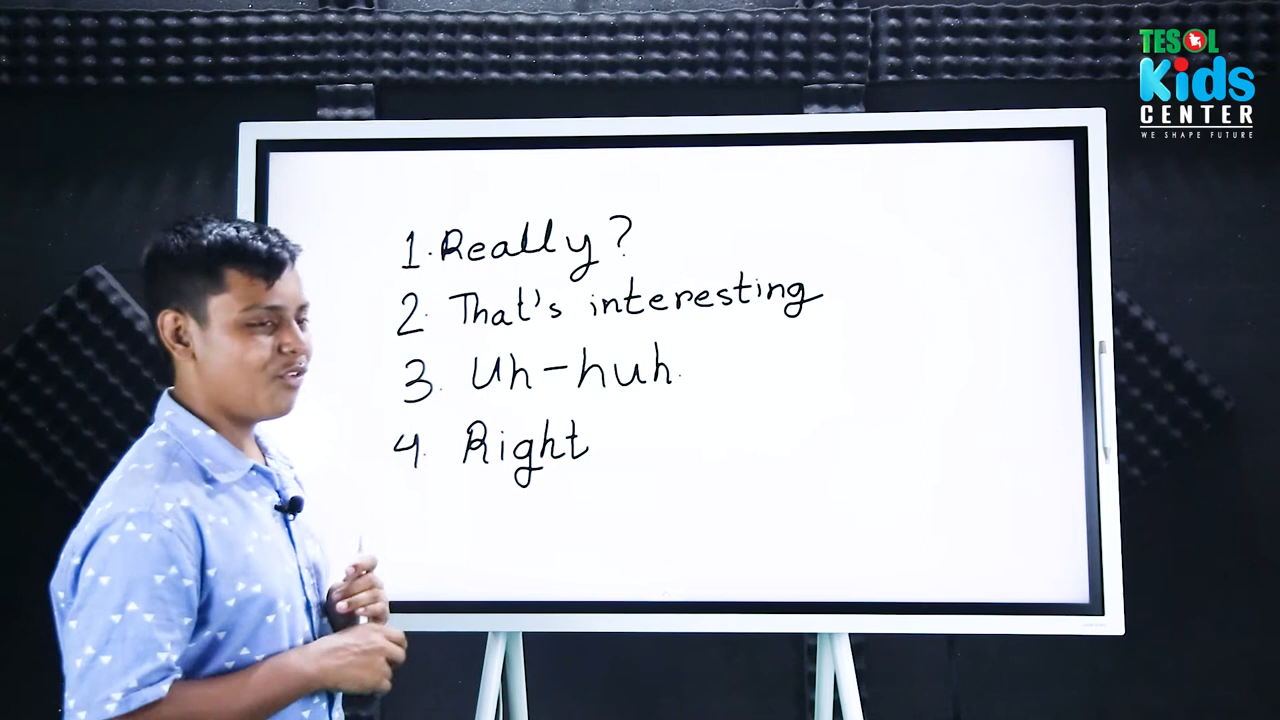 TESOL
Kids
CENTER
WE SHAPE FUTURE
1. Really?
2. That's interesting
3. Uh-huh.
4. Right